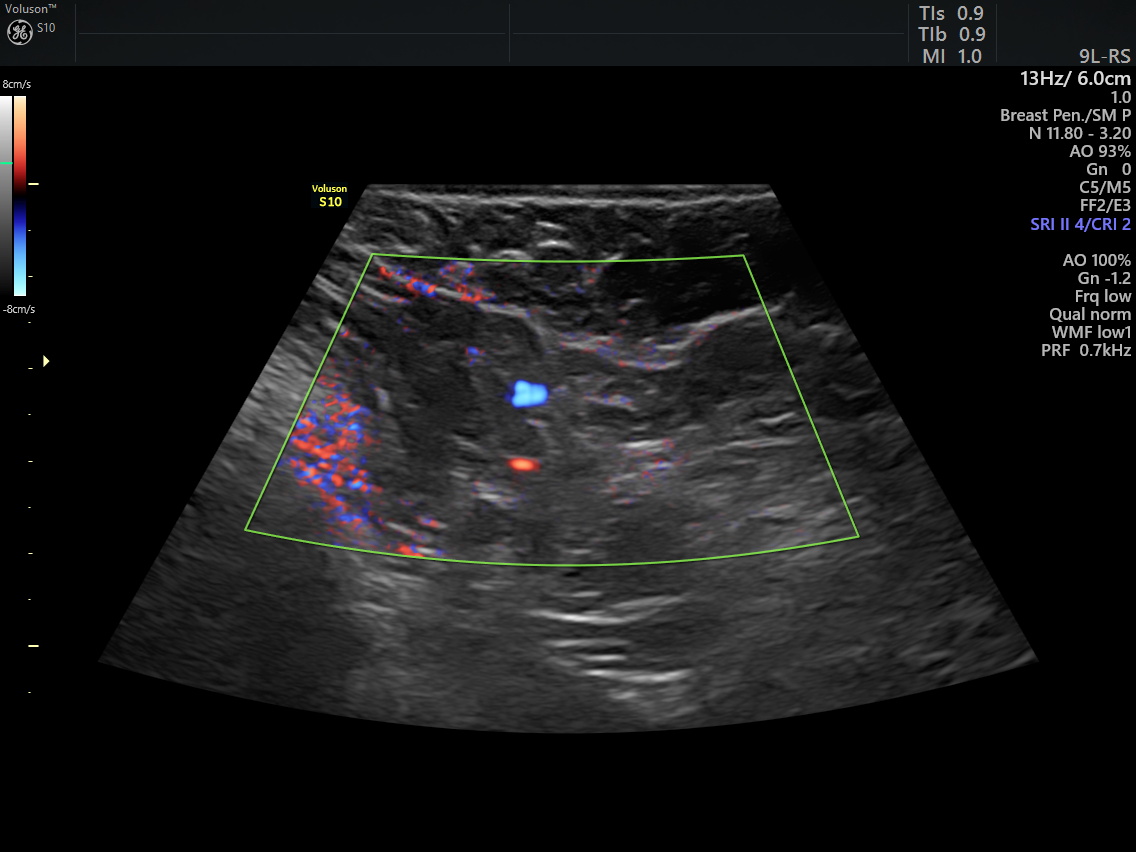 Voluson™
S10
TIs 0.9
TIb 0.9
MI 1.0
9L-RS
13Hz/ 6.0cm
1.0
Breast Pen./SM P
N 11.80 - 3.20
AO 93%
Gn 0
C5/M5
FF2/E3
SRI II 4/CRI 2
AO 100%
Gn -1.2
Frq low
Qual norm
WMF low1
PRF 0.7kHz
8cm/s
-8cm/s
Voluson
S10